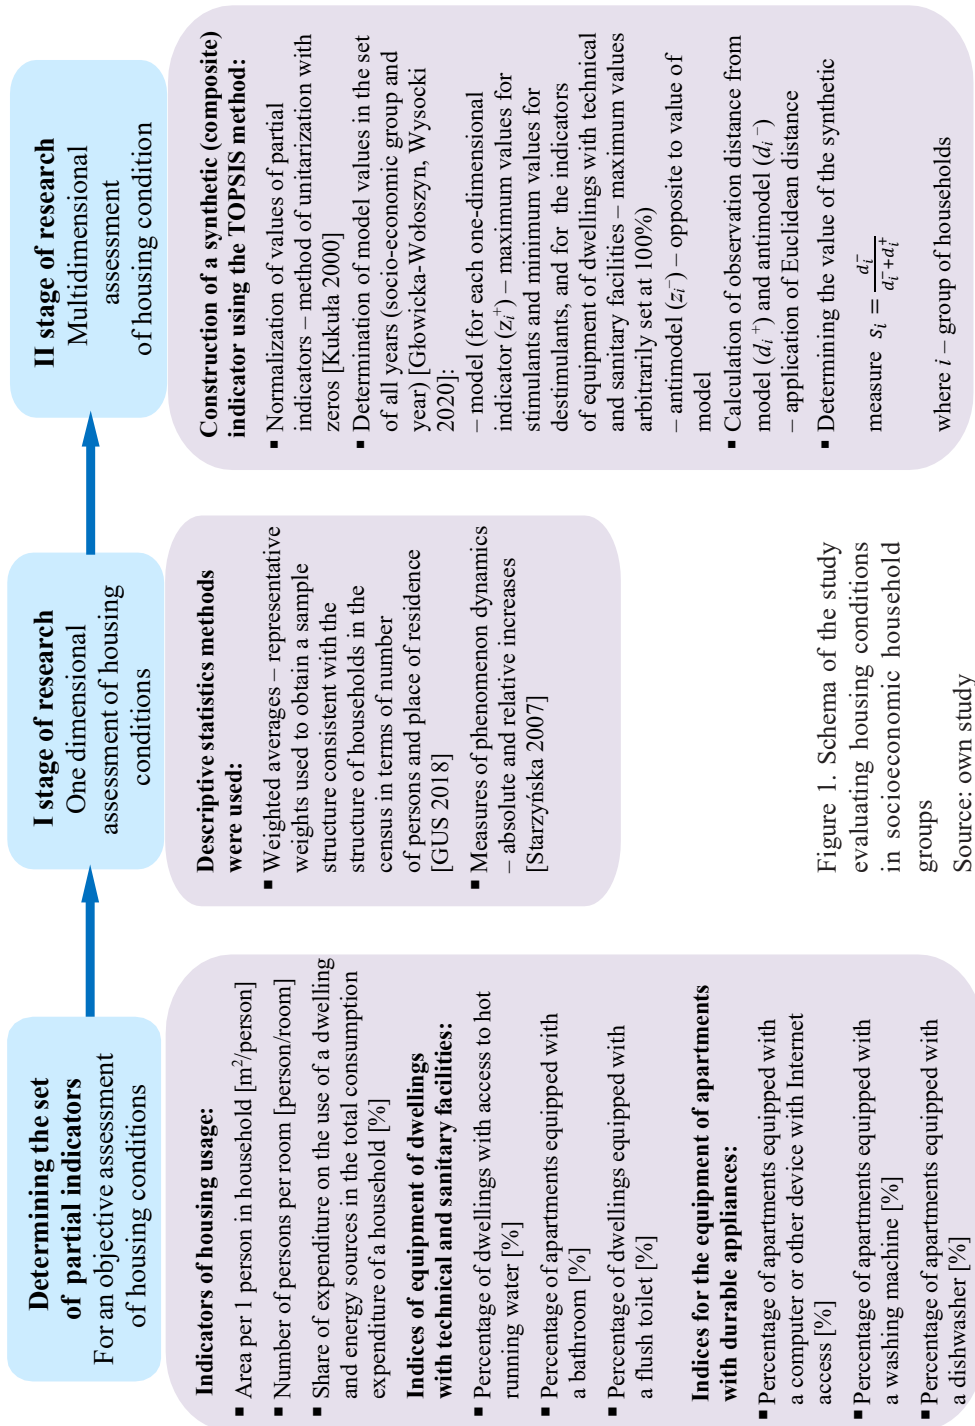 Determining the set
of partial indicators
For an objective assessment
of housing conditions
Indicators of housing usage:
▪ Area per 1 person in household [m²/person]
▪ Number of persons per room [person/room]
▪ Share of expenditure on the use of a dwelling
and energy sources in the total consumption
expenditure of a household [%]
Indices of equipment of dwellings
with technical and sanitary facilities:
▪ Percentage of dwellings with access to hot
running water [%]
▪ Percentage of apartments equipped with
a bathroom [%]
▪ Percentage of dwellings equipped with
a flush toilet [%]
Indices for the equipment of apartments
with durable appliances:
▪ Percentage of apartments equipped with
a computer or other device with Internet
access [%]
▪ Percentage of apartments equipped with
a washing machine [%]
▪ Percentage of apartments equipped with
a dishwasher [%]
I stage of research
One dimensional
assessment of housing
conditions
Descriptive statistics methods
were used:
▪ Weighted averages – representative
weights used to obtain a sample
structure consistent with the
structure of households in the
census in terms of number
of persons and place of residence
[GUS 2018]
▪ Measures of phenomenon dynamics
– absolute and relative increases
[Starzyńska 2007]
II stage of research
Multidimensional
assessment
of housing condition
Construction of a synthetic (composite)
indicator using the TOPSIS method:
▪ Normalization of values of partial
indicators – method of unitarization with
zeros [Kukuła 2000]
▪ Determination of model values in the set
of all years (socio-economic group and
year) [Głowicka-Wołoszyn, Wysocki
2020]:
– model (for each one-dimensional
indicator (zᵢ⁺) – maximum values for
stimulants and minimum values for
destimulants, and for the indicators
of equipment of dwellings with technical
and sanitary facilities – maximum values
arbitrarily set at 100%)
– antimodel (zᵢ⁻) – opposite to value of
model
▪ Calculation of observation distance from
model (dᵢ⁺) and antimodel (dᵢ⁻)
– application of Euclidean distance
▪ Determining the value of the synthetic
measure sᵢ = dᵢ⁻ / (dᵢ⁻+dᵢ⁺)
where i – group of households
Figure 1. Schema of the study
evaluating housing conditions
in socioeconomic household
groups
Source: own study